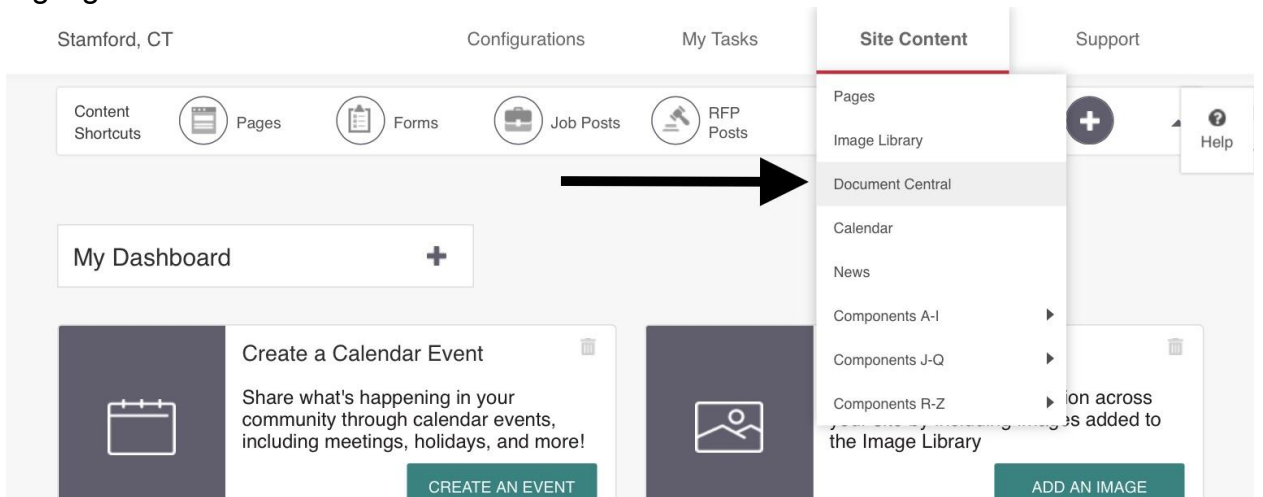 Stamford, CT
Configurations
My Tasks
Site Content
Support
Content
Shortcuts
Pages
Forms
Job Posts
RFP
Posts
Help
Pages
Image Library
Document Central
Calendar
News
Components A-I
Components J-Q
Components R-Z
My Dashboard
Create a Calendar Event
Share what's happening in your
community through calendar events,
including meetings, holidays, and more!
CREATE AN EVENT
across
added to
the Image Library
ADD AN IMAGE